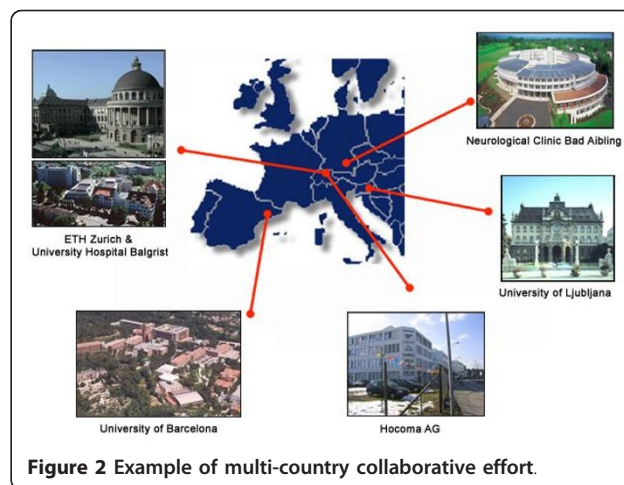 Neurological Clinic Bad Aibling
ETH Zurich &
University Hospital Balgrist
University of Ljubljana
University of Barcelona
Hocoma AG
Figure 2 Example of multi-country collaborative effort.